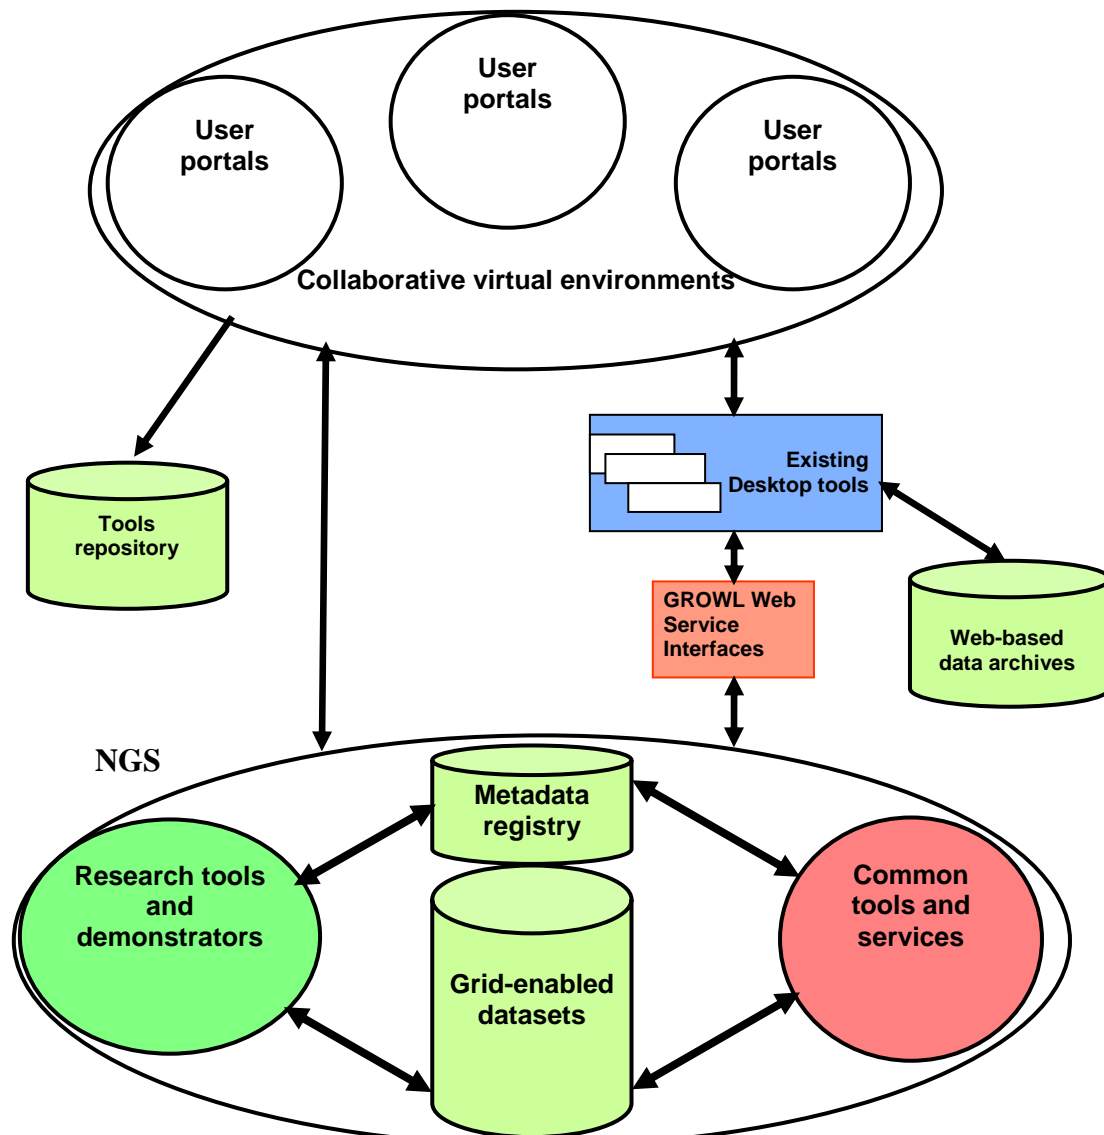 User
portals
User
portals
User
portals
Collaborative virtual environments
Existing
Desktop tools
Tools
repository
GROWL Web
Service
Interfaces
Web-based
data archives
NGS
Metadata
registry
Research tools
and
demonstrators
Common
tools and
services
Grid-enabled
datasets